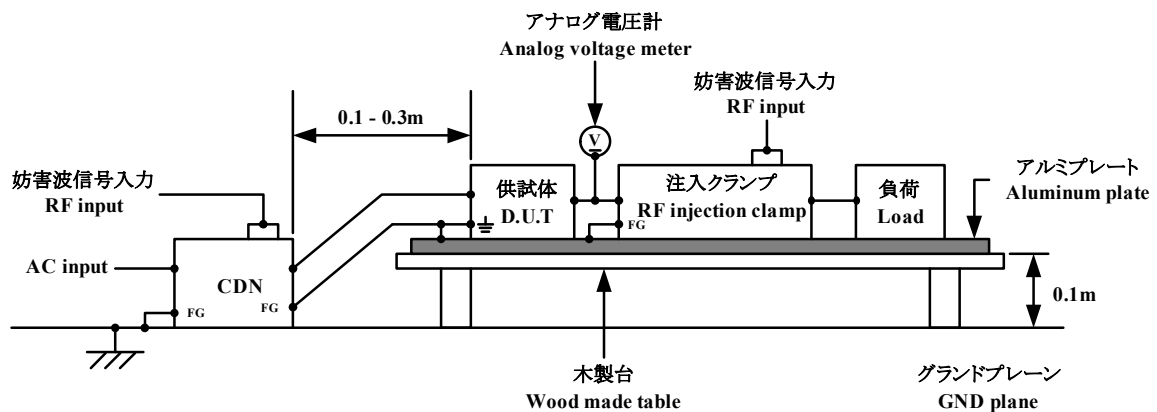 アナログ電圧計
Analog voltage meter
妨害波信号入力
RF input
0.1 - 0.3m
V
妨害波信号入力
RF input
供試体
D.U.T
注入クランプ
RF injection clamp
FG
負荷
Load
アルミプレート
Aluminum plate
AC input
CDN
FG
FG
0.1m
木製台
Wood made table
グランドプレーン
GND plane